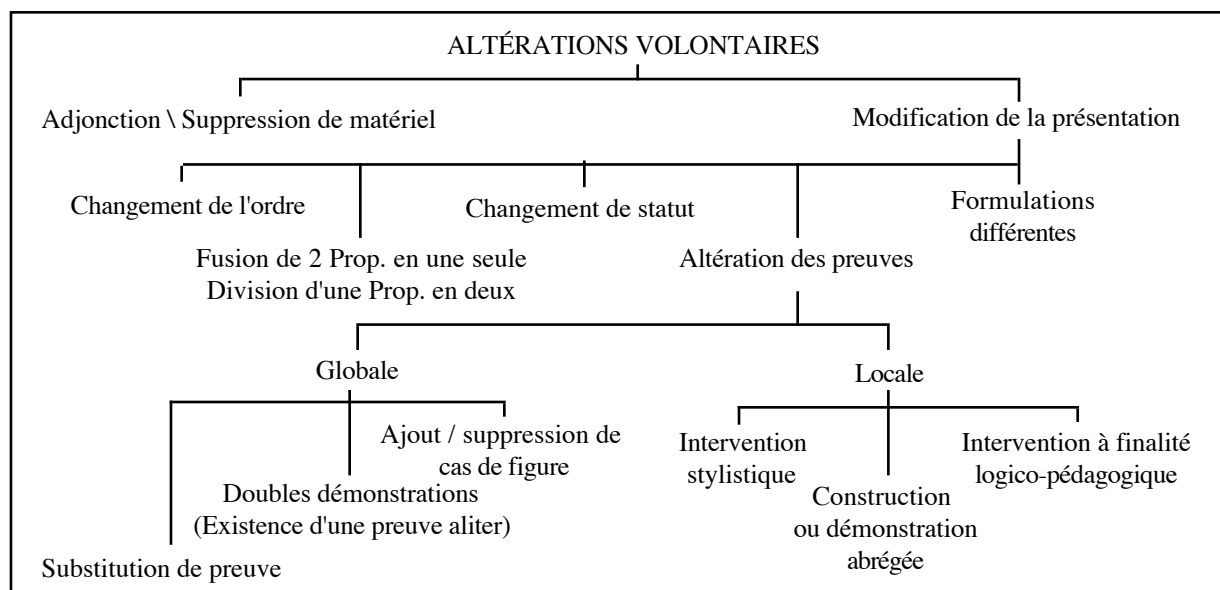 ALTÉRATIONS VOLONTAIRES
Adjonction \ Suppression de matériel
Modification de la présentation
Changement de l'ordre
Fusion de 2 Prop. en une seule
Division d'une Prop. en deux
Changement de statut
Altération des preuves
Formulations
différentes
Globale
Locale
Substitution de preuve
Doubles démonstrations
(Existence d'une preuve aliter)
Ajout / suppression de
cas de figure
Intervention
stylistique
Construction
ou démonstration
abrégée
Intervention à finalité
logico-pédagogique